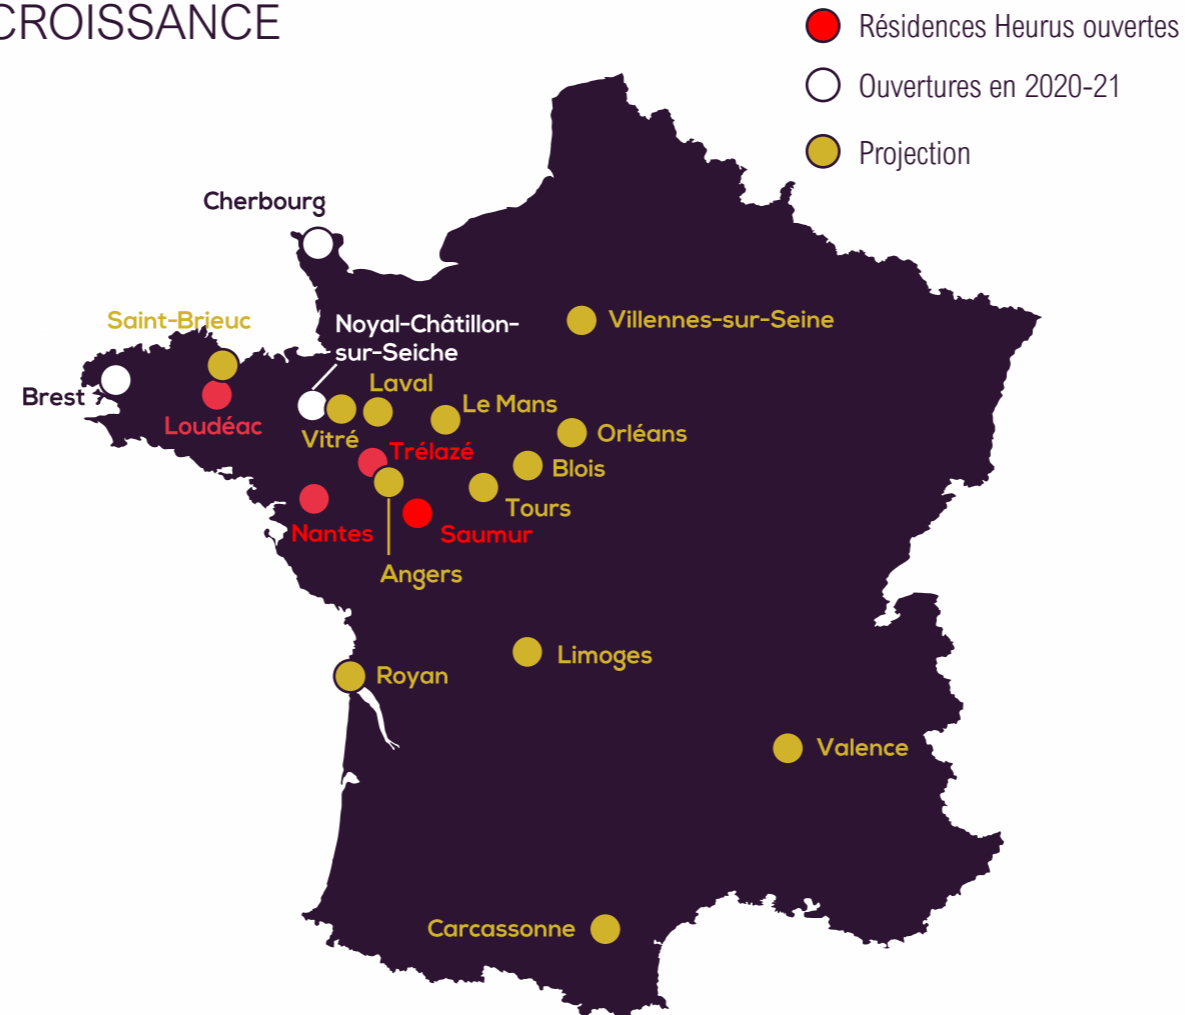 CROISSANCE
Résidences Heurus ouvertes
Ouvertures en 2020-21
Projection
Cherbourg
Saint-Brieuc
Noyal-Châtillon-
sur-Seiche
Villennes-sur-Seine
Brest
Loudéac
Laval
Vitré
Le Mans
Orléans
Trélazé
Blois
Tours
Nantes
Saumur
Angers
Limoges
Royan
Valence
Carcassonne